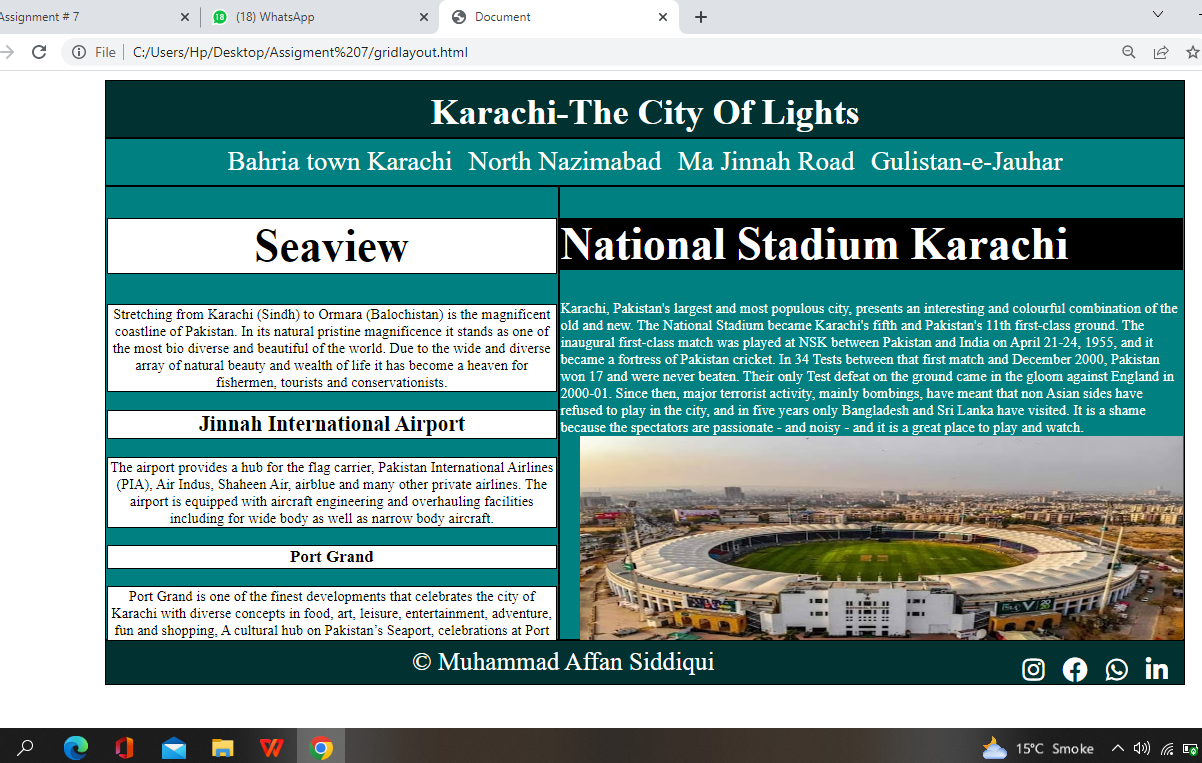 Assignment # 7
18
(18) WhatsApp
Document
File
C:/Users/Hp/Desktop/Assigment%207/gridlayout.html
Karachi-The City Of Lights
Bahria town Karachi North Nazimabad Ma Jinnah Road Gulistan-e-Jauhar
Seaview
Stretching from Karachi (Sindh) to Ormara (Balochistan) is the magnificent
coastline of Pakistan. In its natural pristine magnificence it stands as one of
the most bio diverse and beautiful of the world. Due to the wide and diverse
array of natural beauty and wealth of life it has become a heaven for
fishermen, tourists and conservationists.
Jinnah International Airport
The airport provides a hub for the flag carrier, Pakistan International Airlines
(PIA), Air Indus, Shaheen Air, airblue and many other private airlines. The
airport is equipped with aircraft engineering and overhauling facilities
including for wide body as well as narrow body aircraft.
Port Grand
Port Grand is one of the finest developments that celebrates the city of
Karachi with diverse concepts in food, art, leisure, entertainment, adventure,
fun and shopping, A cultural hub on Pakistan’s Seaport, celebrations at Port
National Stadium Karachi
Karachi, Pakistan's largest and most populous city, presents an interesting and colourful combination of the
old and new. The National Stadium became Karachi's fifth and Pakistan's 11th first-class ground. The
inaugural first-class match was played at NSK between Pakistan and India on April 21-24, 1955, and it
became a fortress of Pakistan cricket. In 34 Tests between that first match and December 2000, Pakistan
won 17 and were never beaten. Their only Test defeat on the ground came in the gloom against England in
2000-01. Since then, major terrorist activity, mainly bombings, have meant that non Asian sides have
refused to play in the city, and in five years only Bangladesh and Sri Lanka have visited. It is a shame
because the spectators are passionate - and noisy - and it is a great place to play and watch.
© Muhammad Affan Siddiqui
15°C Smoke